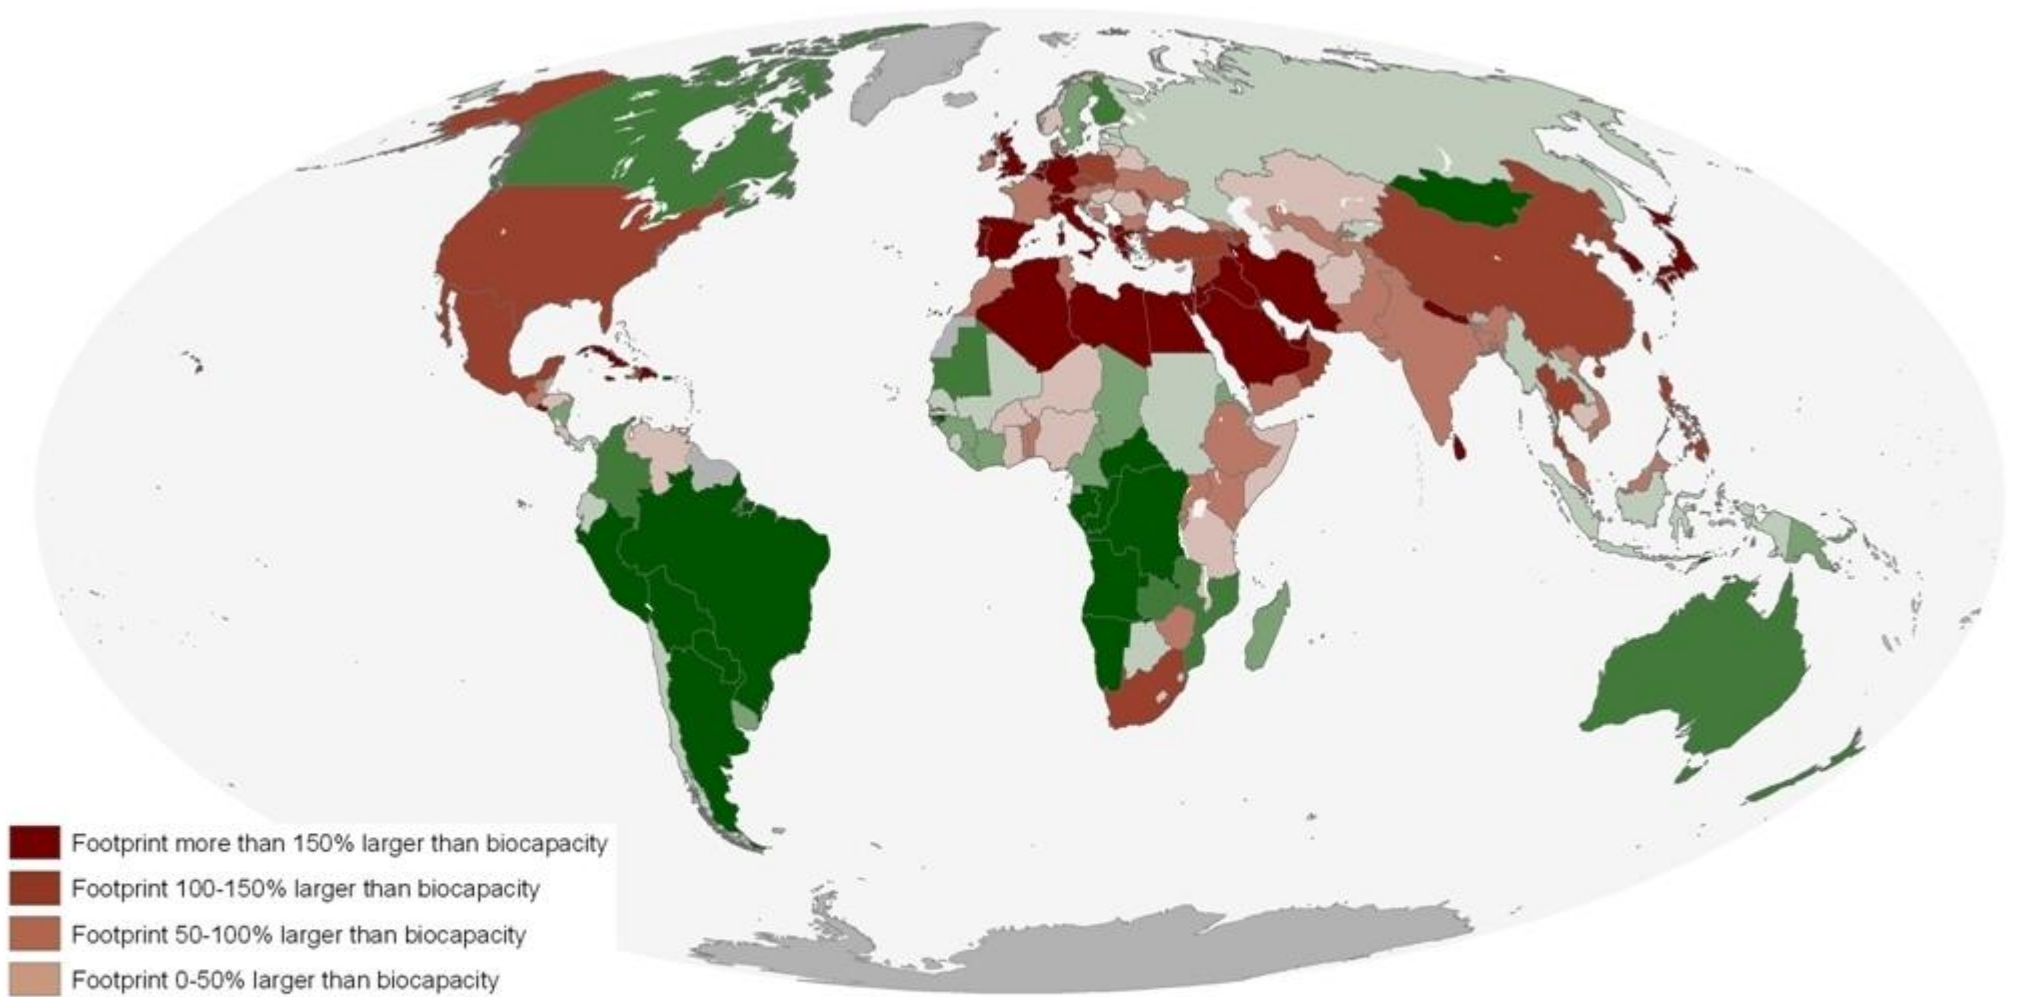 Footprint more than 150% larger than biocapacity
Footprint 100-150% larger than biocapacity
Footprint 50-100% larger than biocapacity
Footprint 0-50% larger than biocapacity